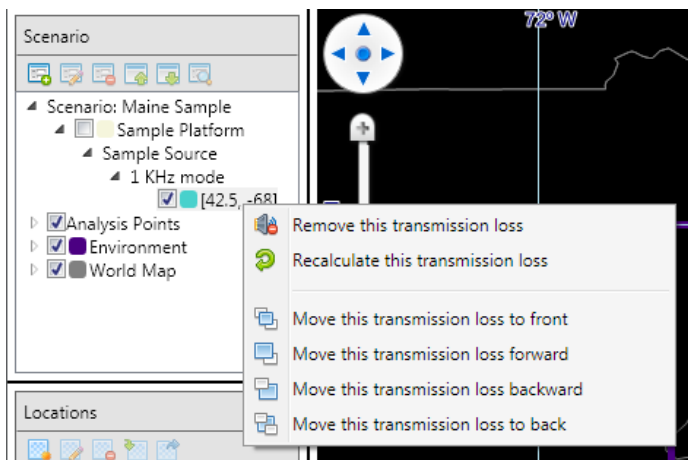 Scenario
72° W
Scenario: Maine Sample
Sample Platform
Sample Source
1 KHz mode
[42.5, -68]
Analysis Points
Environment
World Map
Remove this transmission loss
Recalculate this transmission loss
Move this transmission loss to front
Move this transmission loss forward
Move this transmission loss backward
Move this transmission loss to back
Locations